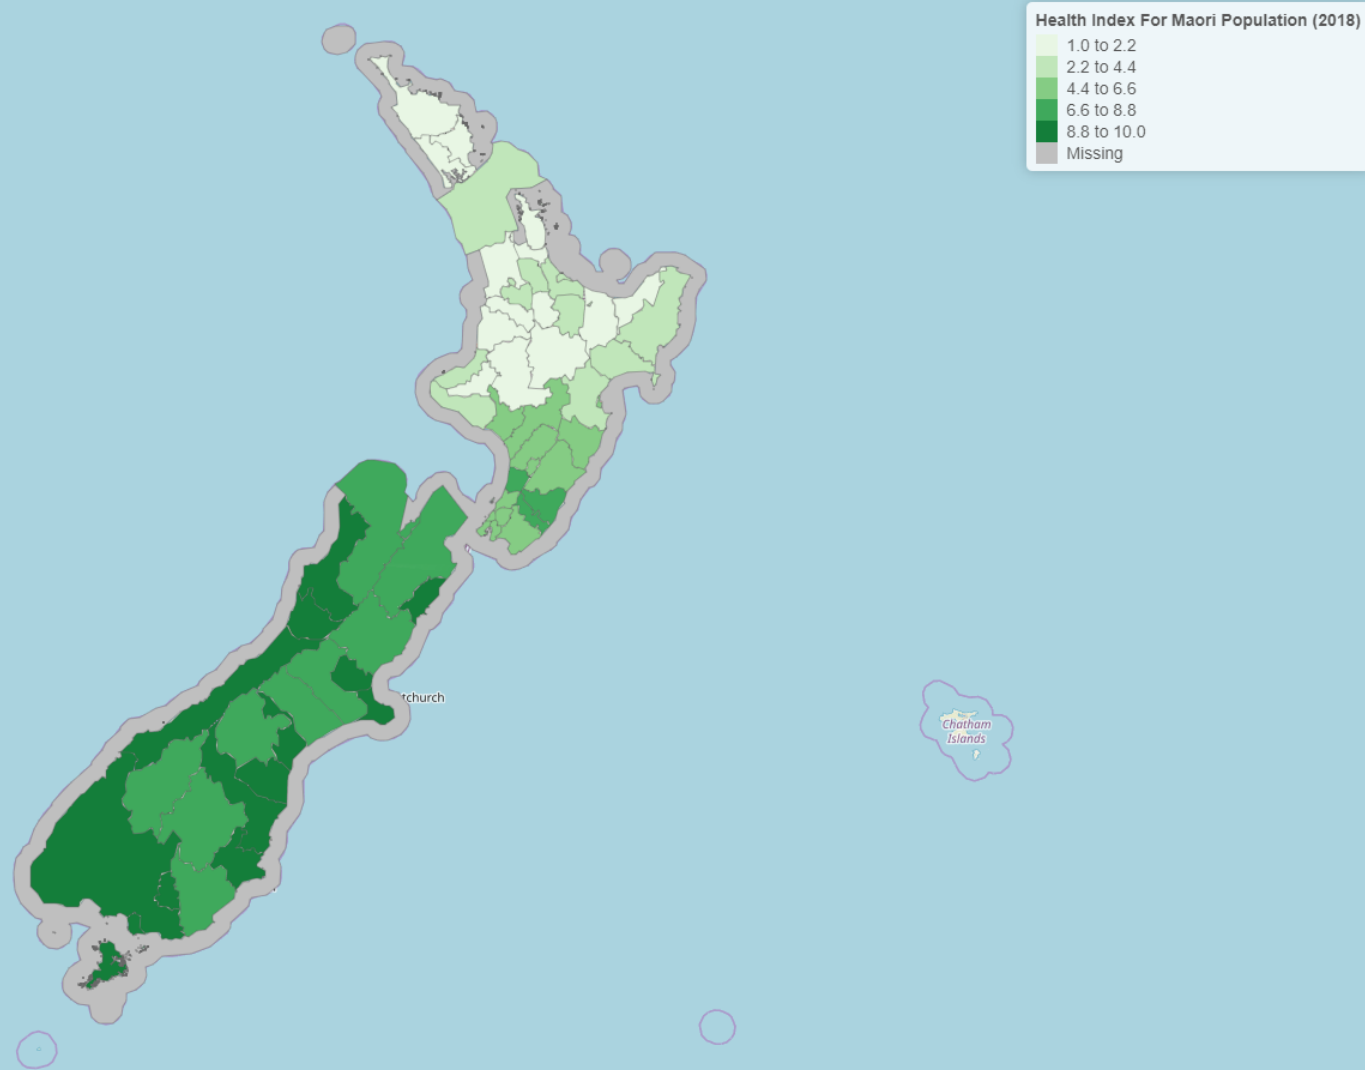 Health Index For Maori Population (2018)
1.0 to 2.2
2.2 to 4.4
4.4 to 6.6
6.6 to 8.8
8.8 to 10.0
Missing
tchurch
Chatham
Islands